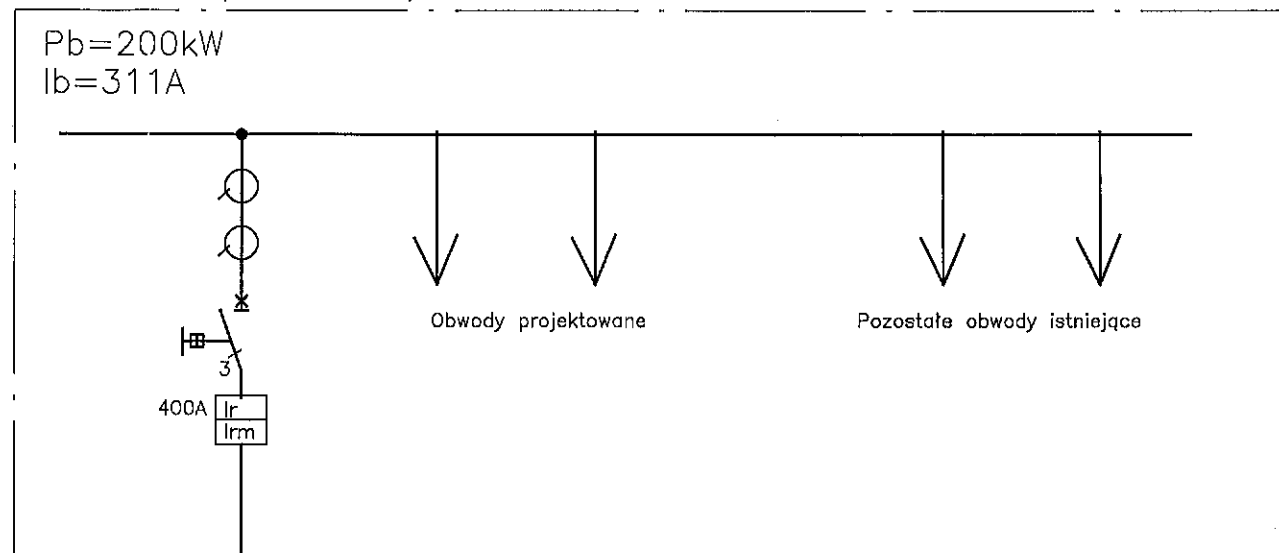 Pb=200kW
Ib=311A
Obwody projektowane
Pozostałe obwody istniejące
3
400A
Ir
Irm